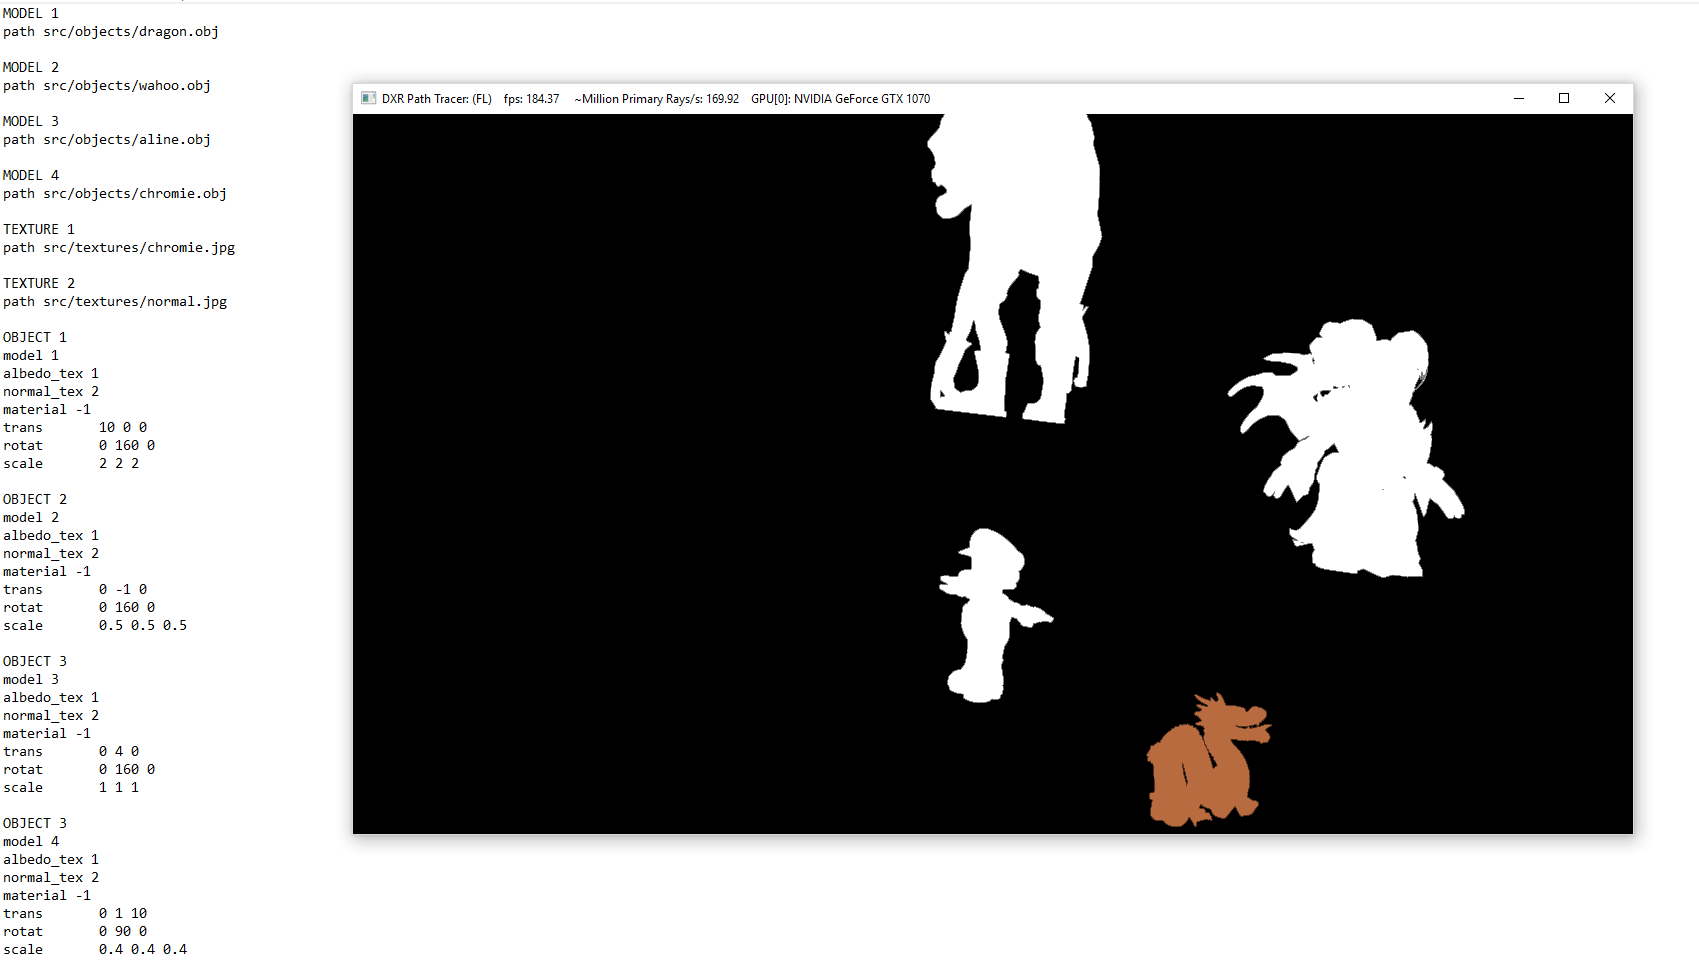 MODEL 1
path src/objects/dragon.obj
MODEL 2
path src/objects/wahoo.obj
MODEL 3
path src/objects/aline.obj
MODEL 4
path src/objects/chromie.obj
TEXTURE 1
path src/textures/chromie.jpg
TEXTURE 2
path src/textures/normal.jpg
OBJECT 1
model 1
albedo_tex 1
normal_tex 2
material -1
trans 10 0 0
rotat 0 160 0
scale 2 2 2
OBJECT 2
model 2
albedo_tex 1
normal_tex 2
material -1
trans 0 -1 0
rotat 0 160 0
scale 0.5 0.5 0.5
OBJECT 3
model 3
albedo_tex 1
normal_tex 2
material -1
trans 0 4 0
rotat 0 160 0
scale 1 1 1
OBJECT 3
model 4
albedo_tex 1
normal_tex 2
material -1
trans 0 1 10
rotat 0 90 0
scale 0.4 0.4 0.4
DXR Path Tracer: (FL) fps: 184.37 ~Million Primary Rays/s: 169.92 GPU[0]: NVIDIA GeForce GTX 1070